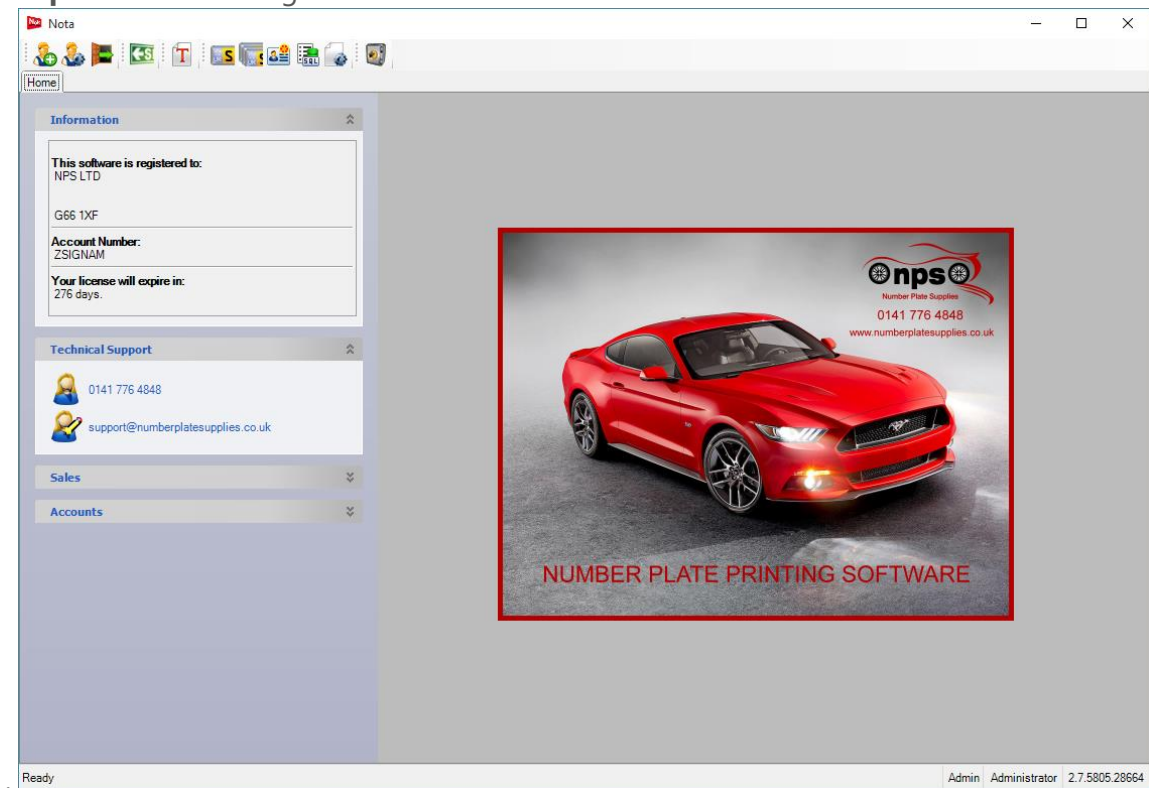 Nota
T
S
SQL
Home
Information
This software is registered to:
NPS LTD
G66 1XF
Account Number:
ZSIGNAM
Your license will expire in:
276 days.
Technical Support
0141 776 4848
support@numberplatesupplies.co.uk
Sales
Accounts
nps
Number Plate Supplies
0141 776 4848
www.numberplatesupplies.co.uk
NUMBER PLATE PRINTING SOFTWARE
Ready
Admin Administrator 2.7.5805.28664